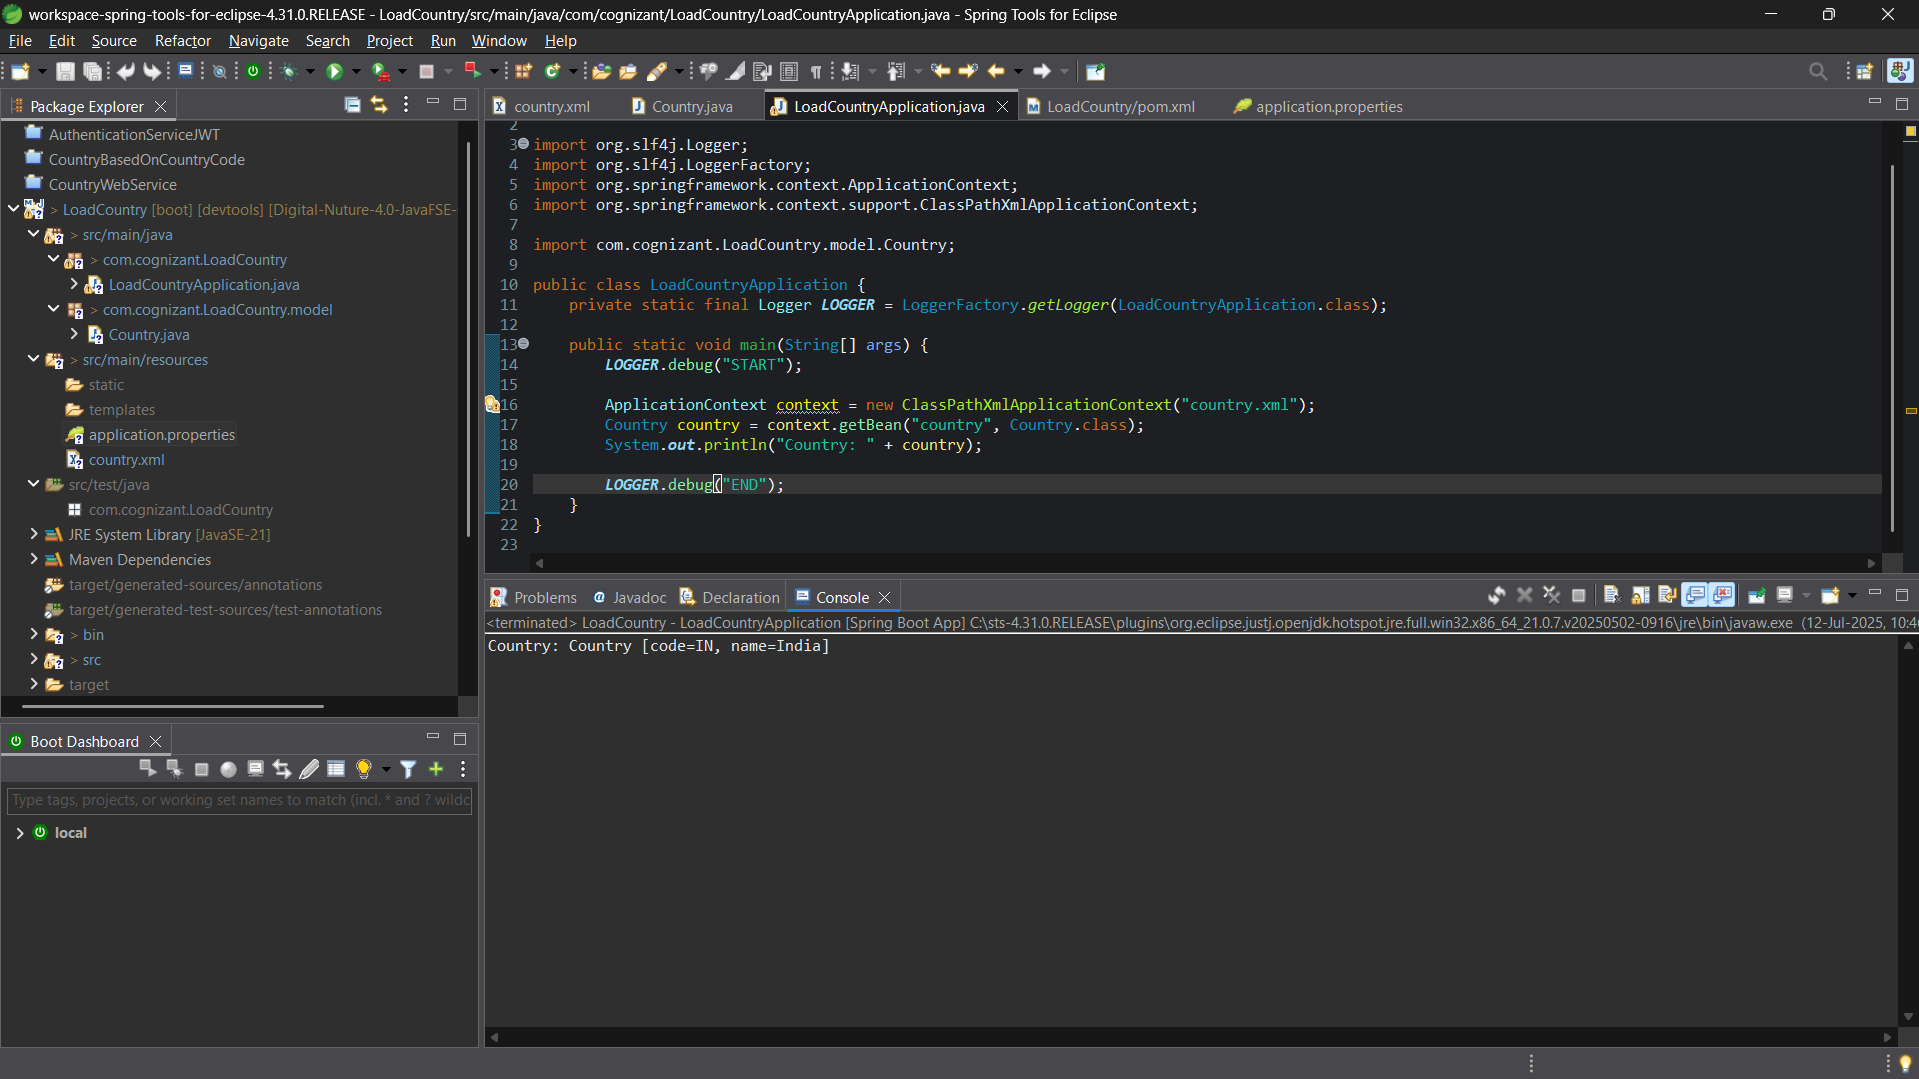 workspace-spring-tools-for-eclipse-4.31.0.RELEASE - LoadCountry/src/main/java/com/cognizant/LoadCountry/LoadCountryApplication.java - Spring Tools for Eclipse
File Edit Source Refactor Navigate Search Project Run Window Help
Package Explorer
AuthenticationServiceJWT
CountryBasedOnCountryCode
CountryWebService
> LoadCountry [boot] [devtools] [Digital-Nuture-4.0-JavaFSE-
> src/main/java
> com.cognizant.LoadCountry
LoadCountryApplication.java
> com.cognizant.LoadCountry.model
Country.java
> src/main/resources
static
templates
application.properties
country.xml
src/test/java
com.cognizant.LoadCountry
JRE System Library [JavaSE-21]
Maven Dependencies
target/generated-sources/annotations
target/generated-test-sources/test-annotations
> bin
> src
target
Boot Dashboard
Type tags, projects, or working set names to match (incl. * and ? wildc
local
country.xml Country.java LoadCountryApplication.java LoadCountry/pom.xml application.properties
2
3 import org.slf4j.Logger;
4 import org.slf4j.LoggerFactory;
5 import org.springframework.context.ApplicationContext;
6 import org.springframework.context.support.ClassPathXmlApplicationContext;
7
8 import com.cognizant.LoadCountry.model.Country;
9
10 public class LoadCountryApplication {
11 private static final Logger LOGGER = LoggerFactory.getLogger(LoadCountryApplication.class);
12
13 public static void main(String[] args) {
14 LOGGER.debug("START");
15
16 ApplicationContext context = new ClassPathXmlApplicationContext("country.xml");
17 Country country = context.getBean("country", Country.class);
18 System.out.println("Country: " + country);
19
20 LOGGER.debug("END");
21 }
22 }
23
Problems Javadoc Declaration Console
<terminated> LoadCountry - LoadCountryApplication [Spring Boot App] C:\sts-4.31.0.RELEASE\plugins\org.eclipse.justj.openjdk.hotspot.jre.full.win32.x86_64_21.0.7.v20250502-0916\jre\bin\javaw.exe (12-Jul-2025, 10:4
Country: Country [code=IN, name=India]